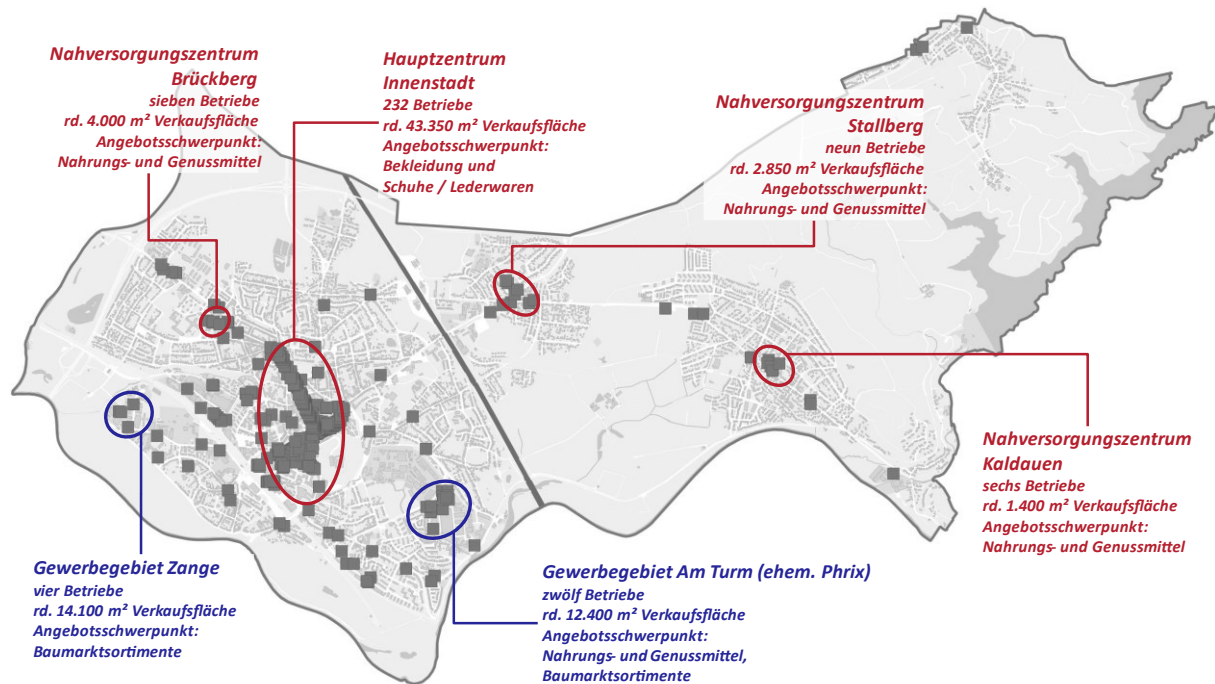 Nahversorgungszentrum
Brückberg
sieben Betriebe
rd. 4.000 m² Verkaufsfläche
Angebotsschwerpunkt:
Nahrungs- und Genussmittel
Hauptzentrum
Innenstadt
232 Betriebe
rd. 43.350 m² Verkaufsfläche
Angebotsschwerpunkt:
Bekleidung und
Schuhe / Lederwaren
Nahversorgungszentrum
Stallberg
neun Betriebe
rd. 2.850 m² Verkaufsfläche
Angebotsschwerpunkt:
Nahrungs- und Genussmittel
Nahversorgungszentrum
Kaldauen
sechs Betriebe
rd. 1.400 m² Verkaufsfläche
Angebotsschwerpunkt:
Nahrungs- und Genussmittel
Gewerbegebiet Zange
vier Betriebe
rd. 14.100 m² Verkaufsfläche
Angebotsschwerpunkt:
Baumarktsortimente
Gewerbegebiet Am Turm (ehem. Phrix)
zwölf Betriebe
rd. 12.400 m² Verkaufsfläche
Angebotsschwerpunkt:
Nahrungs- und Genussmittel,
Baumarktsortimente